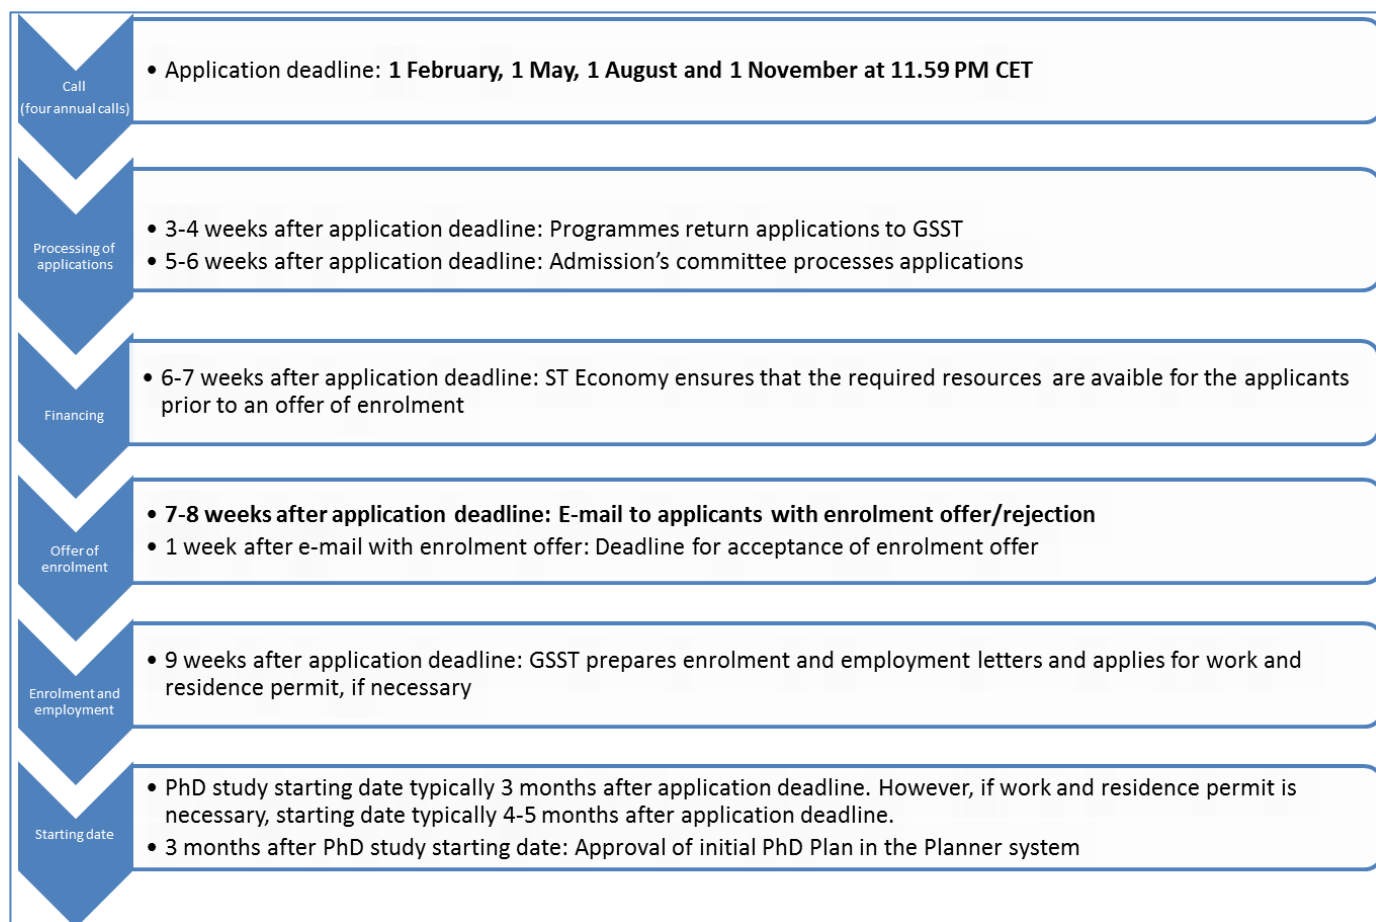 Call
(four annual calls)
• Application deadline: 1 February, 1 May, 1 August and 1 November at 11.59 PM CET
Processing of
applications
• 3-4 weeks after application deadline: Programmes return applications to GSST
• 5-6 weeks after application deadline: Admission's committee processes applications
Financing
• 6-7 weeks after application deadline: ST Economy ensures that the required resources are avaible for the applicants
prior to an offer of enrolment
Offer of
enrolment
• 7-8 weeks after application deadline: E-mail to applicants with enrolment offer/rejection
• 1 week after e-mail with enrolment offer: Deadline for acceptance of enrolment offer
Enrolment and
employment
• 9 weeks after application deadline: GSST prepares enrolment and employment letters and applies for work and
residence permit, if necessary
Starting date
• PhD study starting date typically 3 months after application deadline. However, if work and residence permit is
necessary, starting date typically 4-5 months after application deadline.
• 3 months after PhD study starting date: Approval of initial PhD Plan in the Planner system